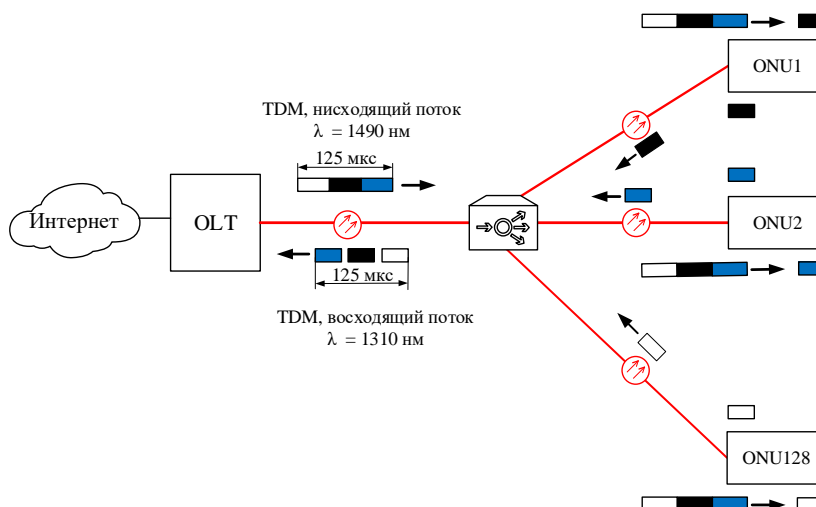 ONU1
TDM, нисходящий поток
λ = 1490 нм
125 мкс
Интернет
OLT
ONU2
125 мкс
TDM, восходящий поток
λ = 1310 нм
ONU128